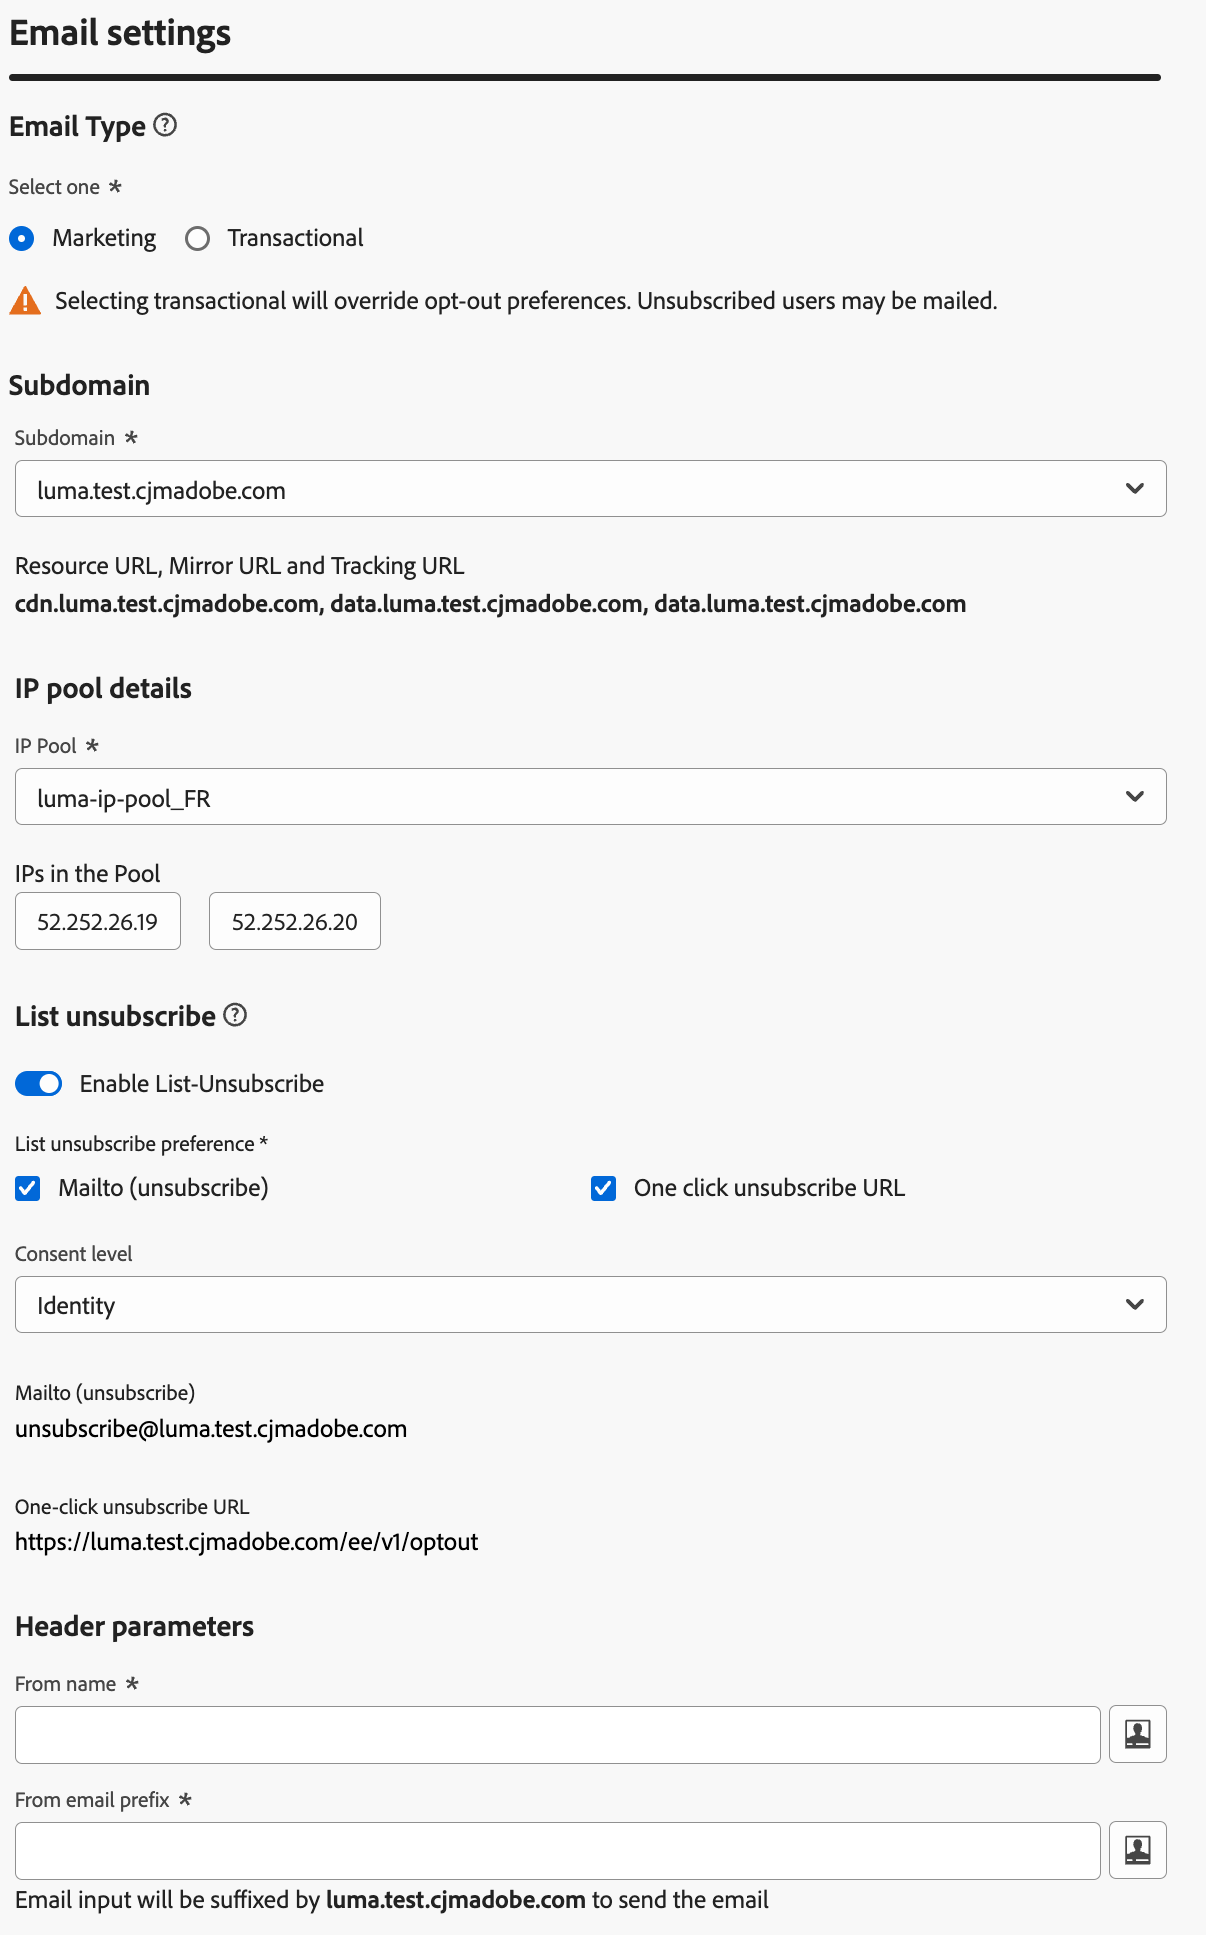 Email settings
Email Type
Select one *
Marketing Transactional
Selecting transactional will override opt-out preferences. Unsubscribed users may be mailed.
Subdomain
Subdomain *
luma.test.cjmadobe.com
Resource URL, Mirror URL and Tracking URL
cdn.luma.test.cjmadobe.com, data.luma.test.cjmadobe.com, data.luma.test.cjmadobe.com
IP pool details
IP Pool *
luma-ip-pool_FR
IPs in the Pool
52.252.26.19 52.252.26.20
List unsubscribe
Enable List-Unsubscribe
List unsubscribe preference *
Mailto (unsubscribe) One click unsubscribe URL
Consent level
Identity
Mailto (unsubscribe)
unsubscribe@luma.test.cjmadobe.com
One-click unsubscribe URL
https://luma.test.cjmadobe.com/ee/v1/optout
Header parameters
From name *
From email prefix *
Email input will be suffixed by luma.test.cjmadobe.com to send the email